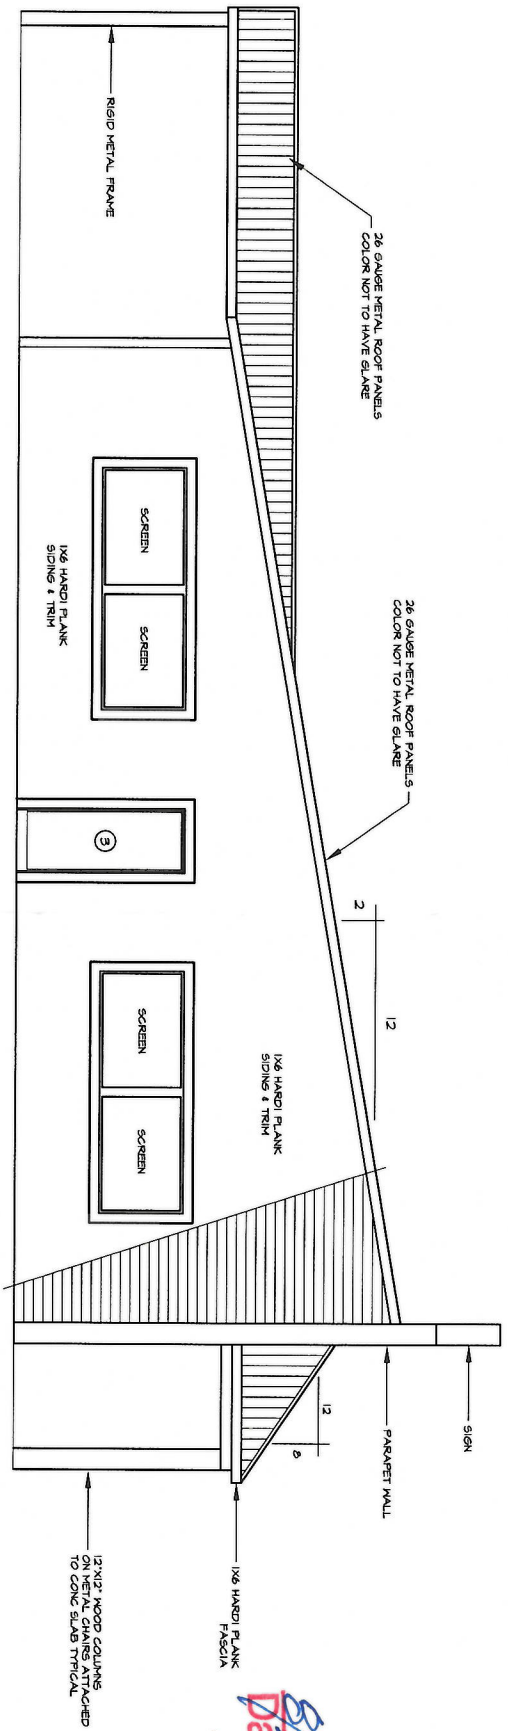 26 GAUGE METAL ROOF PANELS
COLOR NOT TO HAVE GLARE
26 GAUGE METAL ROOF PANELS
COLOR NOT TO HAVE GLARE
2
12
SIGN
PARAPET WALL
12
8
1X6 HARDI PLANK
FASCIA
12"X12" WOOD COLUMNS
ON METAL CHAIRS ATTACHED
TO CONC SLAB TYPICAL
RIGID METAL FRAME
SCREEN
SCREEN
1X6 HARDI PLANK
SIDING & TRIM
3
SCREEN
SCREEN
1X6 HARDI PLANK
SIDING & TRIM